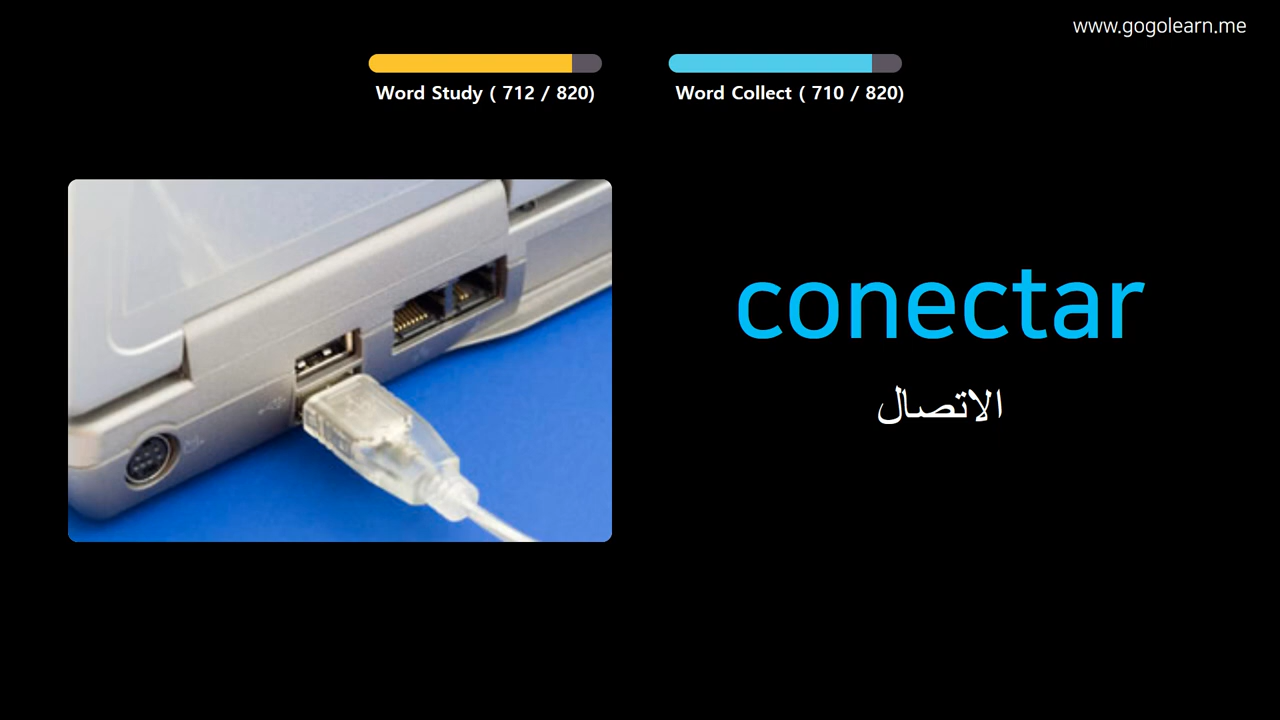 www.gogolearn.me
Word Study ( 712 / 820)
Word Collect ( 710 / 820)
conectar
الاتصال